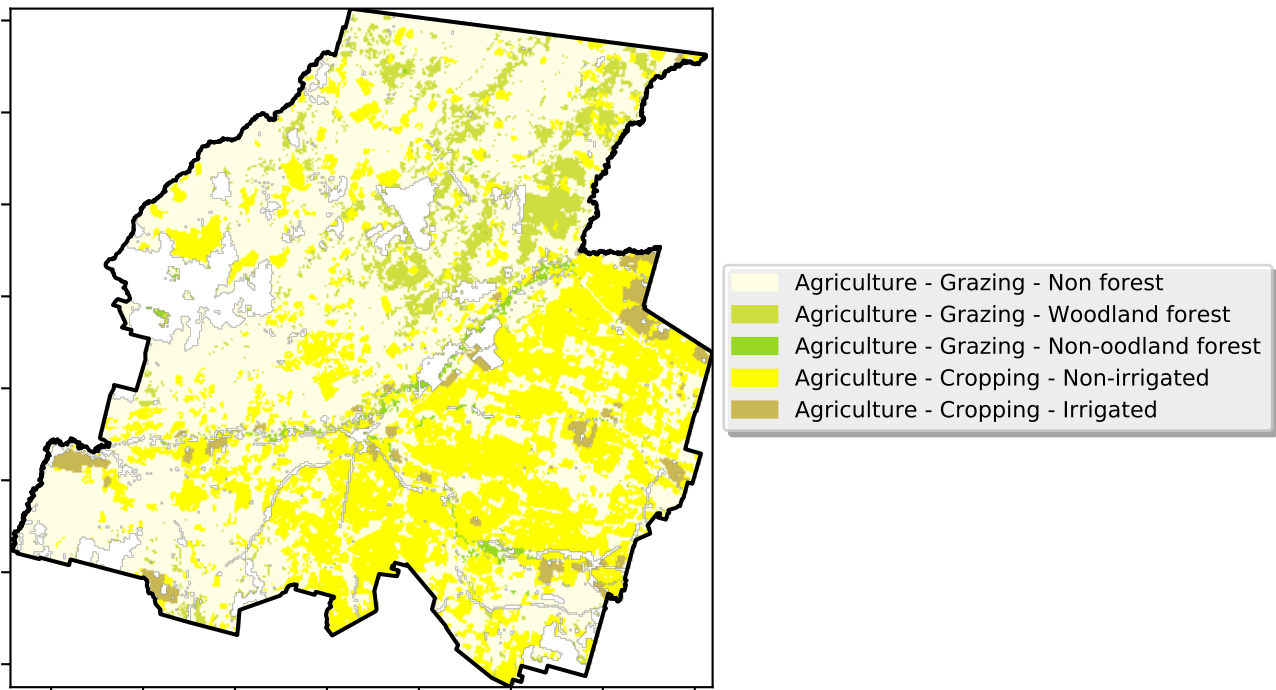 Agriculture - Grazing - Non forest
Agriculture - Grazing - Woodland forest
Agriculture - Grazing - Non-oodland forest
Agriculture - Cropping - Non-irrigated
Agriculture - Cropping - Irrigated